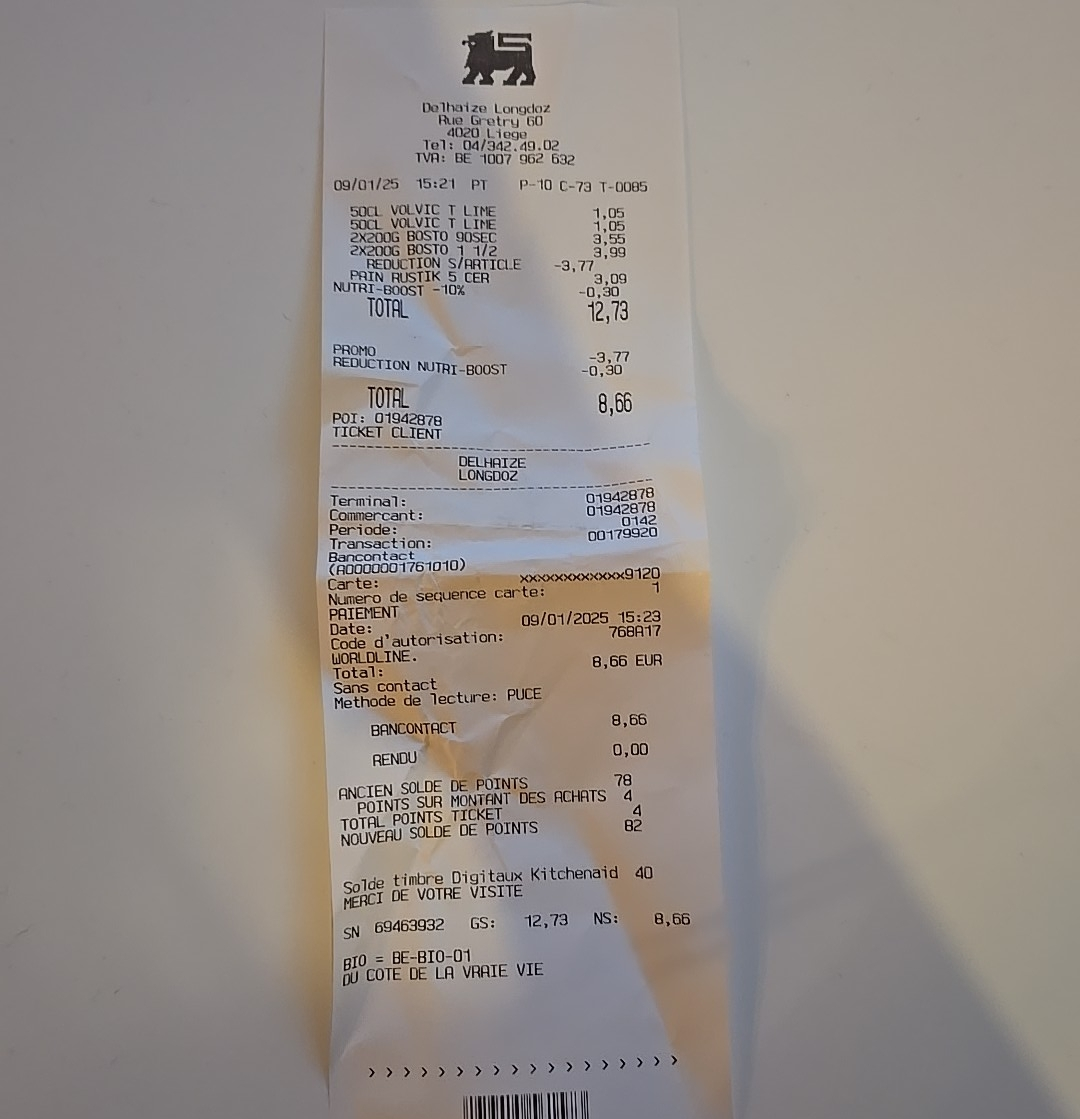 Delhaize Longdoz
Rue Gretry 60
4020 Liege
Tel: 04/342.49.02
TVA: BE 1007 962 632
09/01/25 15:21 PT P-10 C-73 T-0085
50CL VOLVIC T LIME 1,05
50CL VOLVIC T LIME 1,05
2X200G BOSTO 90SEC 3,55
2X200G BOSTO 1 1/2 3,99
REDUCTION S/ARTICLE -3,77
PAIN RUSTIK 5 CER 3,09
NUTRI-BOOST -10% -0,30
TOTAL 12,73
PROMO -3,77
REDUCTION NUTRI-BOOST -0,30
TOTAL 8,66
POI: 01942878
TICKET CLIENT
DELHAIZE
LONGDOZ
Terminal: 01942878
Commercant: 01942878
Periode: 0142
Transaction: 00179920
Bancontact
(A0000001761010)
Carte: xxxxxxxxxxxxx9120
Numero de sequence carte: 1
PAIEMENT
Date: 09/01/2025 15:23
Code d'autorisation: 768A17
WORLDLINE.
Total: 8,66 EUR
Sans contact
Methode de lecture: PUCE
BANCONTACT 8,66
RENDU 0,00
ANCIEN SOLDE DE POINTS 78
POINTS SUR MONTANT DES ACHATS 4
TOTAL POINTS TICKET 4
NOUVEAU SOLDE DE POINTS 82
Solde timbre Digitaux Kitchenaid 40
MERCI DE VOTRE VISITE
SN 69463932 GS: 12,73 NS: 8,66
BIO = BE-BIO-01
DU COTE DE LA VRAIE VIE